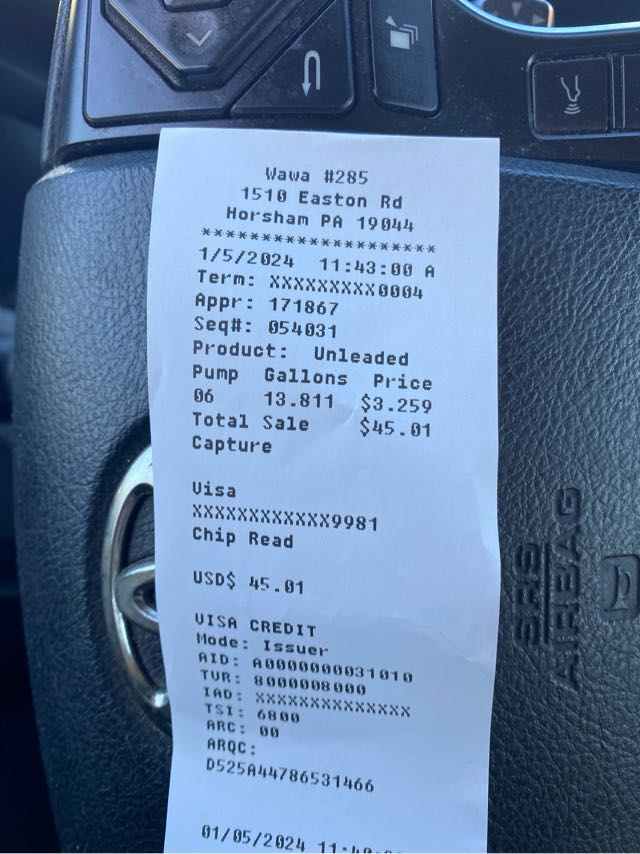 Wawa #285
1510 Easton Rd
Horsham PA 19044
********************
1/5/2024 11:43:00 A
Term: XXXXXXXXX0004
Appr: 171867
Seq#: 054031
Product: Unleaded
Pump Gallons Price
06 13.811 $3.259
Total Sale $45.01
Capture
Visa
XXXXXXXXXXXX9981
Chip Read
USD$ 45.01
VISA CREDIT
Mode: Issuer
AID: A0000000031010
TVR: 8000008000
IAD: XXXXXXXXXXXXXX
TSI: 6800
ARC: 00
ARQC:
D525A44786531466
01/05/2024
SRS
AIRBAG